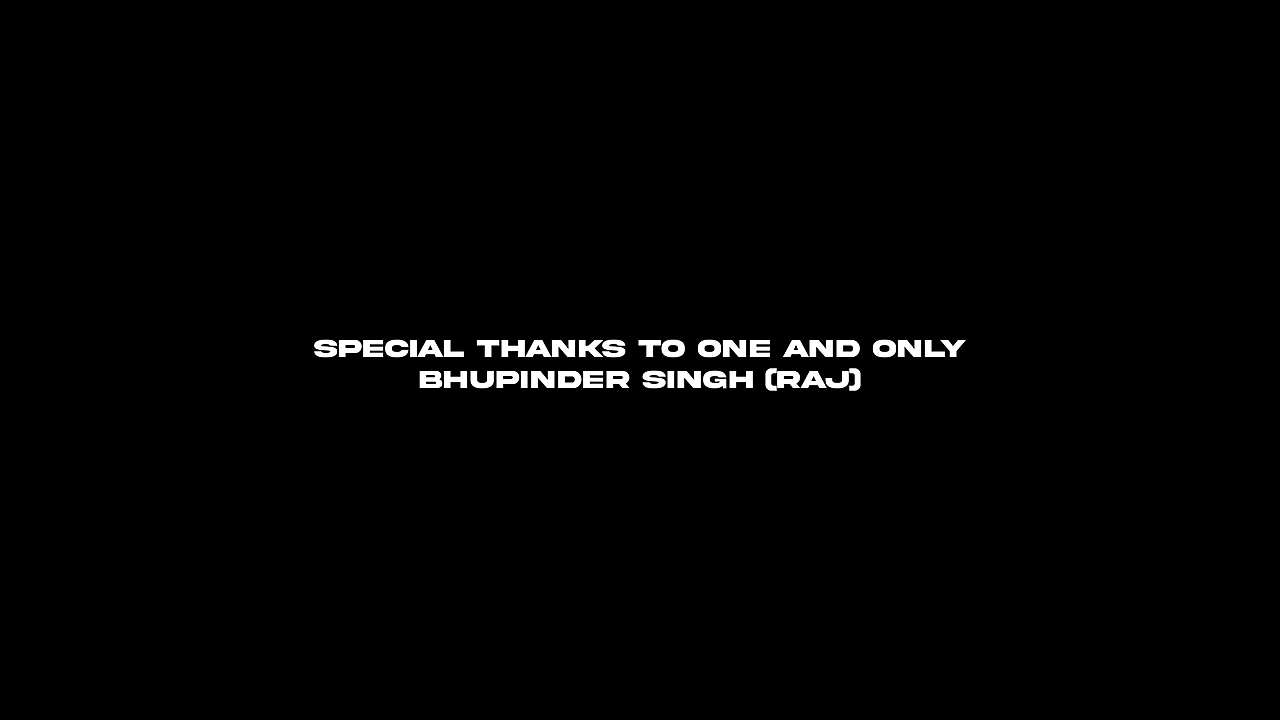 SPECIAL THANKS TO ONE AND ONLY
BHUPINDER SINGH (RAJ)